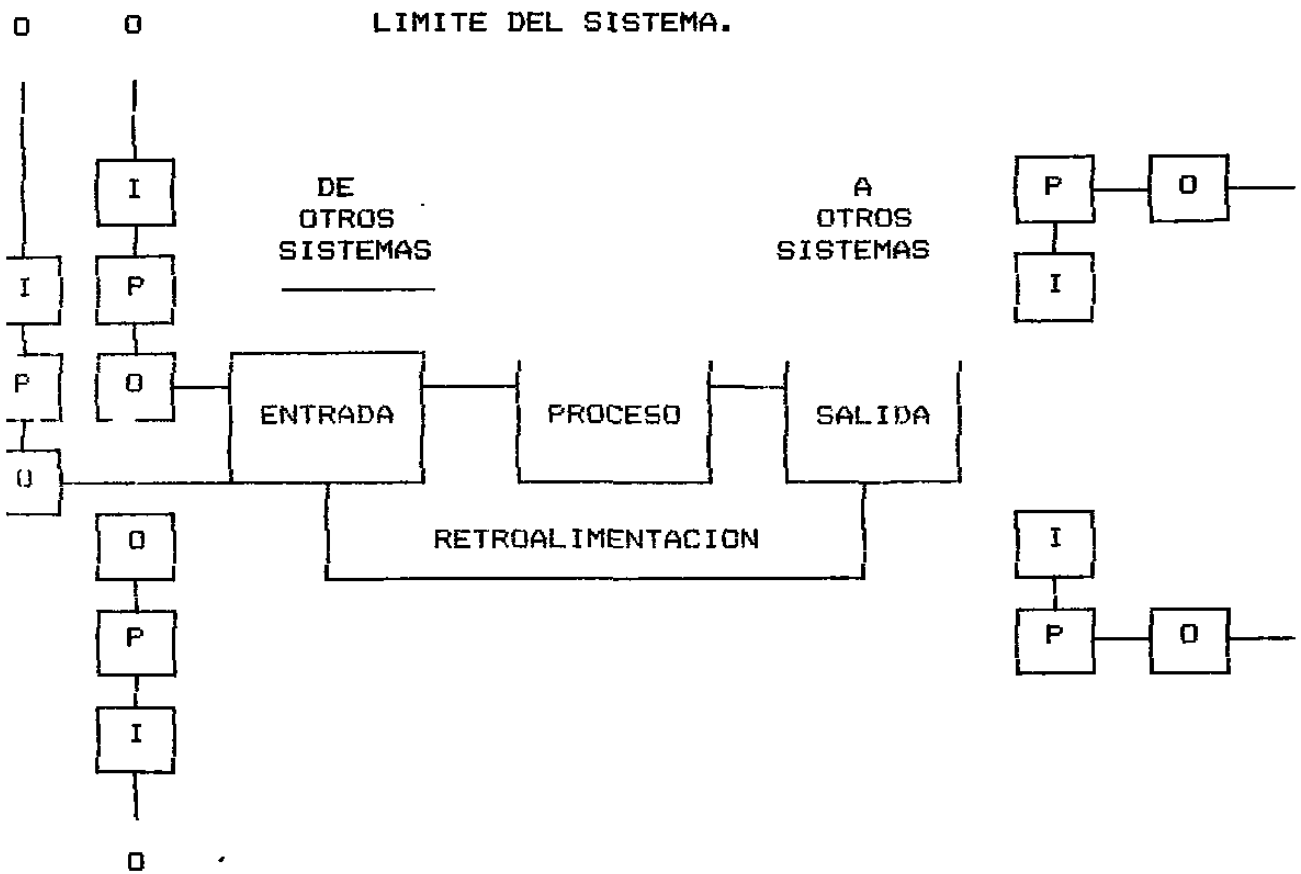 O O LIMITE DEL SISTEMA.
I DE A P O
OTROS OTROS
SISTEMAS SISTEMAS
I P I
P O ENTRADA PROCESO SALIDA
O
O RETROALIMENTACION I
P P O
I
O